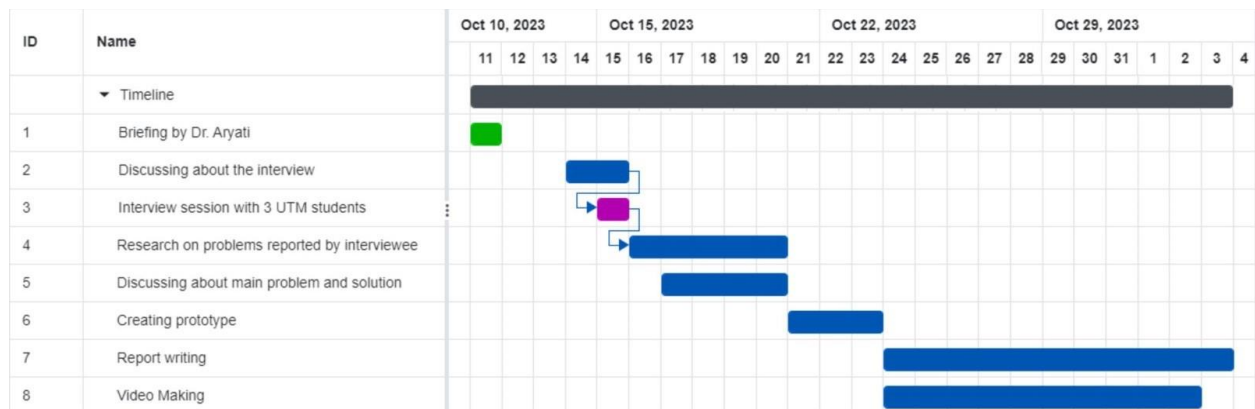 ID Name Oct 10, 2023 Oct 15, 2023 Oct 22, 2023 Oct 29, 2023
11 12 13 14 15 16 17 18 19 20 21 22 23 24 25 26 27 28 29 30 31 1 2 3 4
Timeline
1 Briefing by Dr. Aryati
2 Discussing about the interview
3 Interview session with 3 UTM students
4 Research on problems reported by interviewee
5 Discussing about main problem and solution
6 Creating prototype
7 Report writing
8 Video Making